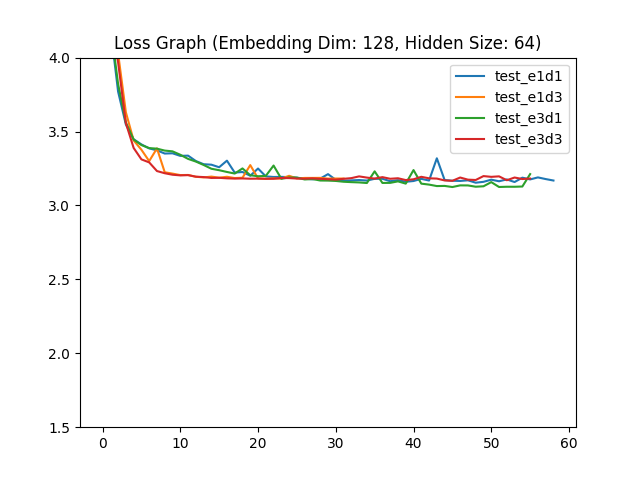 Loss Graph (Embedding Dim: 128, Hidden Size: 64)
4.0
3.5
3.0
2.5
2.0
1.5
0 10 20 30 40 50 60
test_e1d1
test_e1d3
test_e3d1
test_e3d3